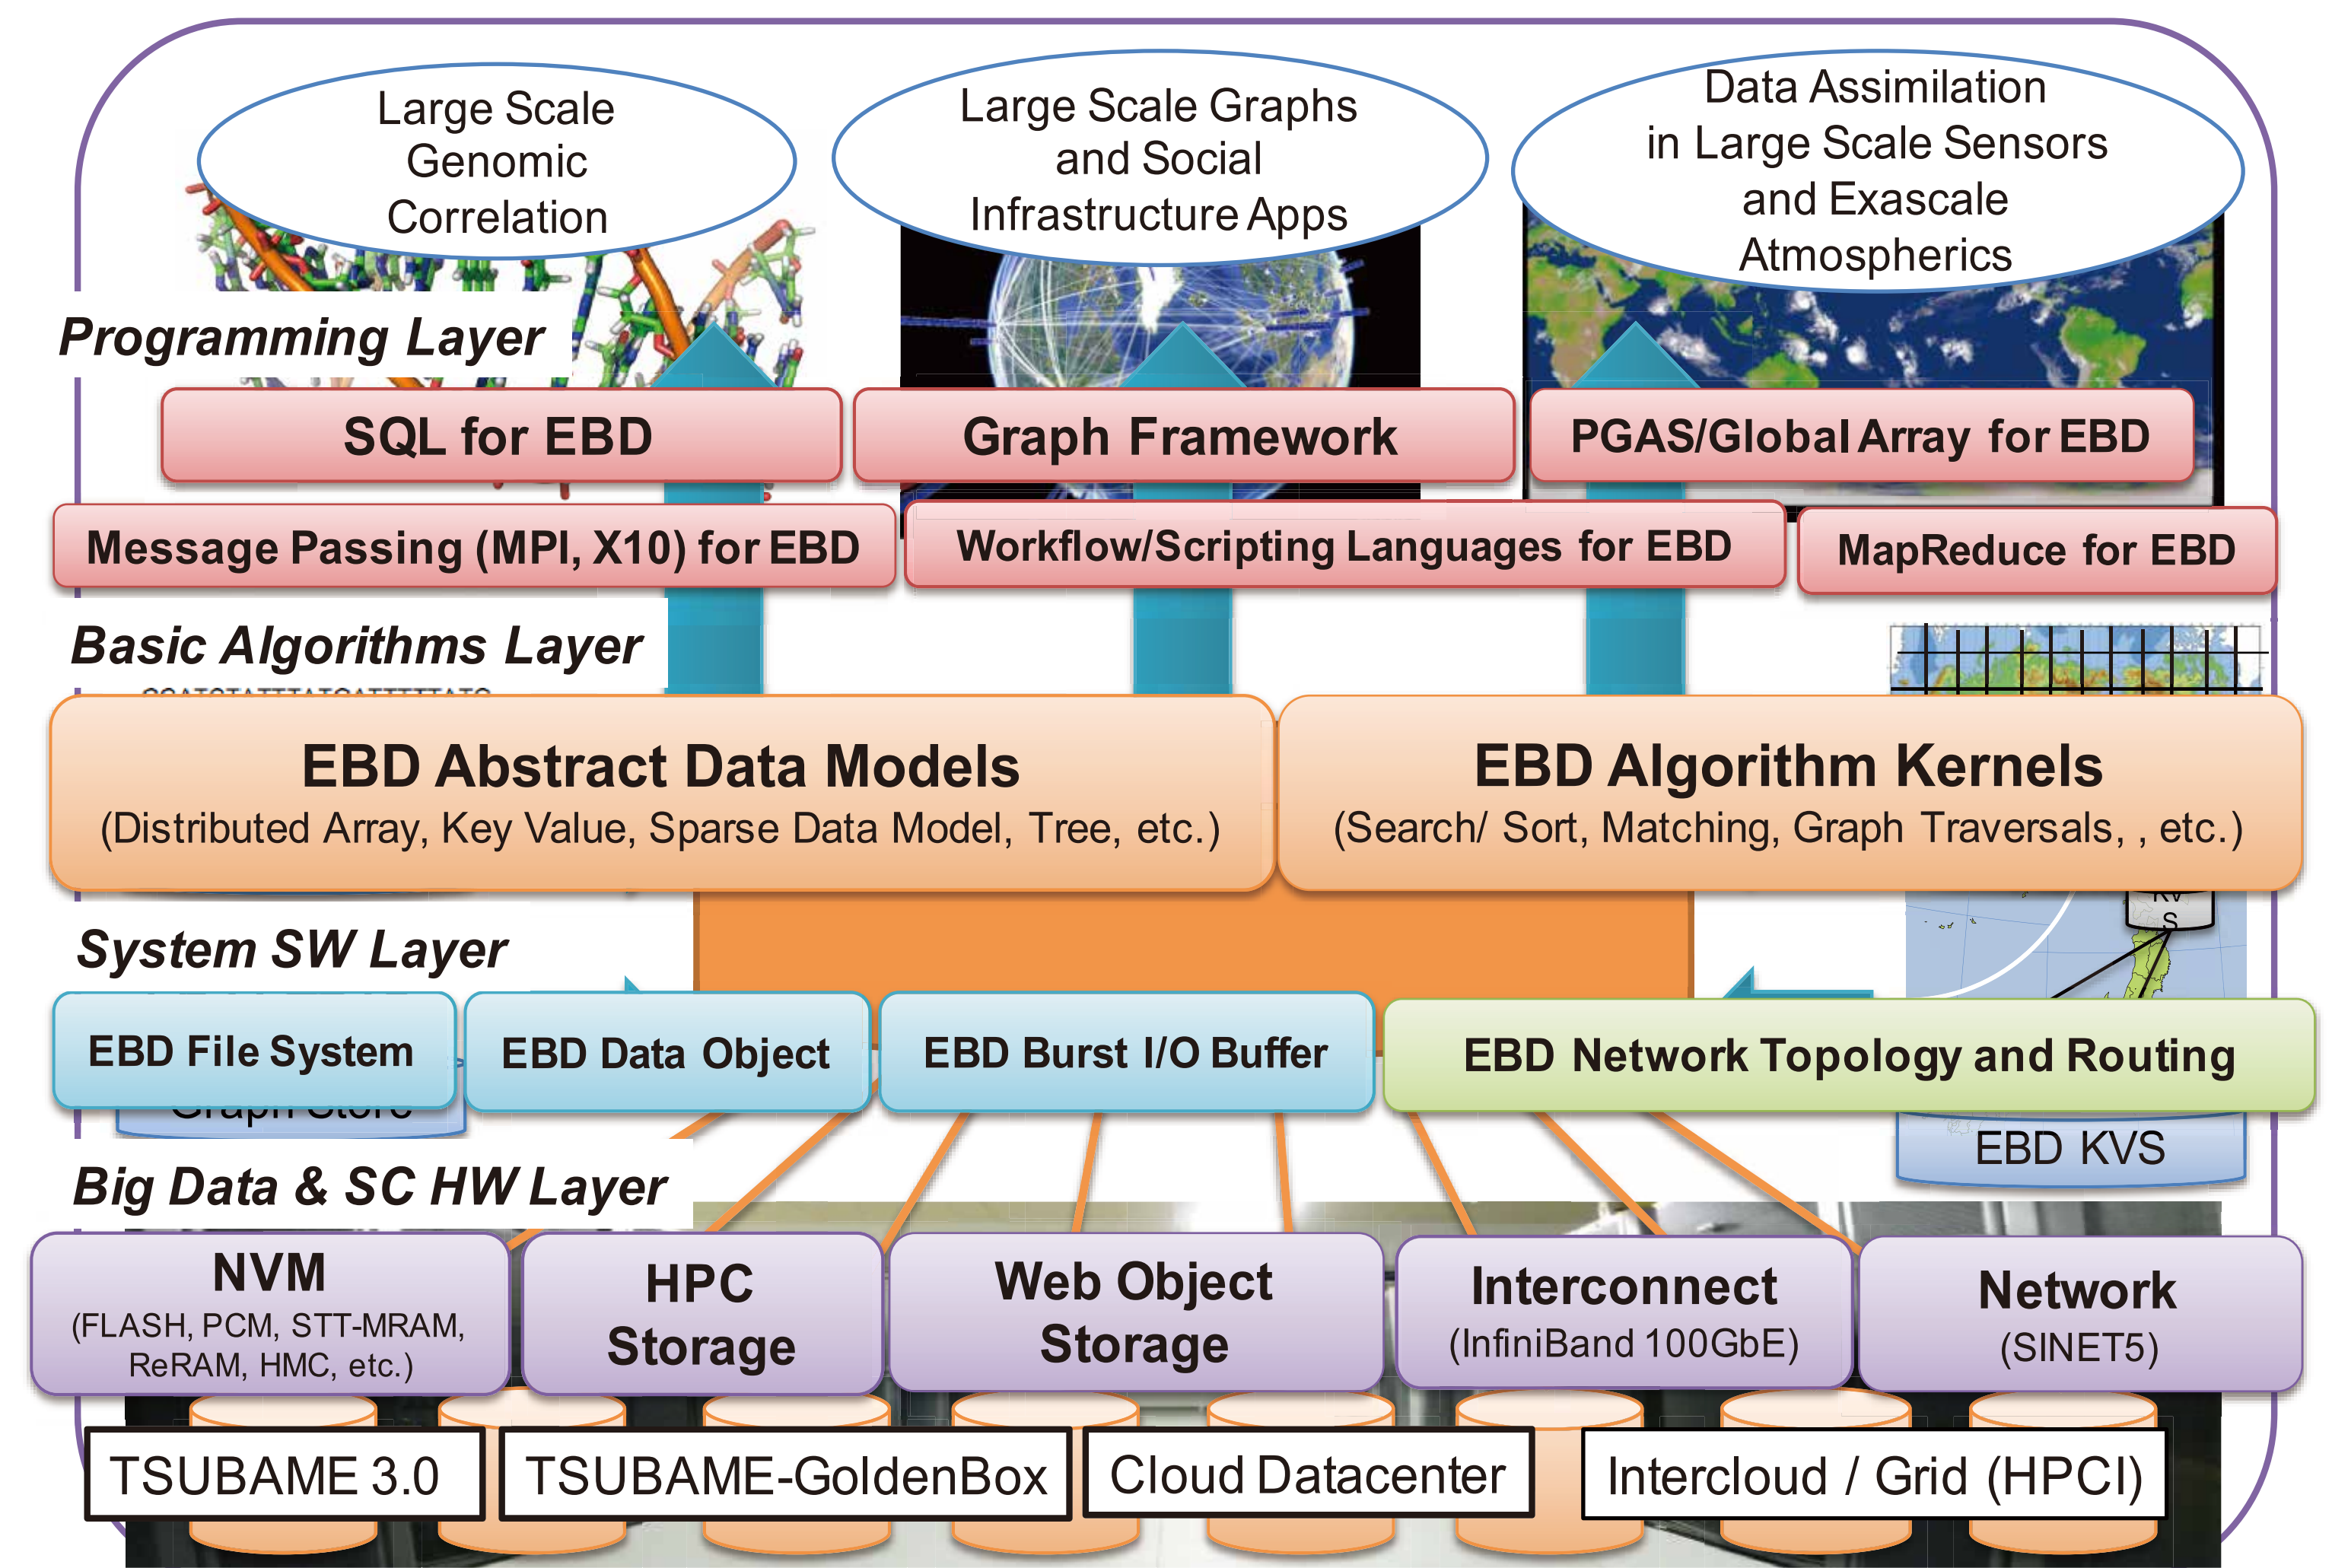 Large Scale
Genomic
Correlation
Large Scale Graphs
and Social
Infrastructure Apps
Data Assimilation
in Large Scale Sensors
and Exascale
Atmospherics
Programming Layer
SQL for EBD
Graph Framework
PGAS/Global Array for EBD
Message Passing (MPI, X10) for EBD
Workflow/Scripting Languages for EBD
MapReduce for EBD
Basic Algorithms Layer
EBD Abstract Data Models
(Distributed Array, Key Value, Sparse Data Model, Tree, etc.)
EBD Algorithm Kernels
(Search/ Sort, Matching, Graph Traversals, , etc.)
KV
S
System SW Layer
EBD File System
EBD Data Object
EBD Burst I/O Buffer
EBD Network Topology and Routing
Graph Store
EBD KVS
Big Data & SC HW Layer
NVM
(FLASH, PCM, STT-MRAM,
ReRAM, HMC, etc.)
HPC
Storage
Web Object
Storage
Interconnect
(InfiniBand 100GbE)
Network
(SINET5)
TSUBAME 3.0
TSUBAME-GoldenBox
Cloud Datacenter
Intercloud / Grid (HPCI)